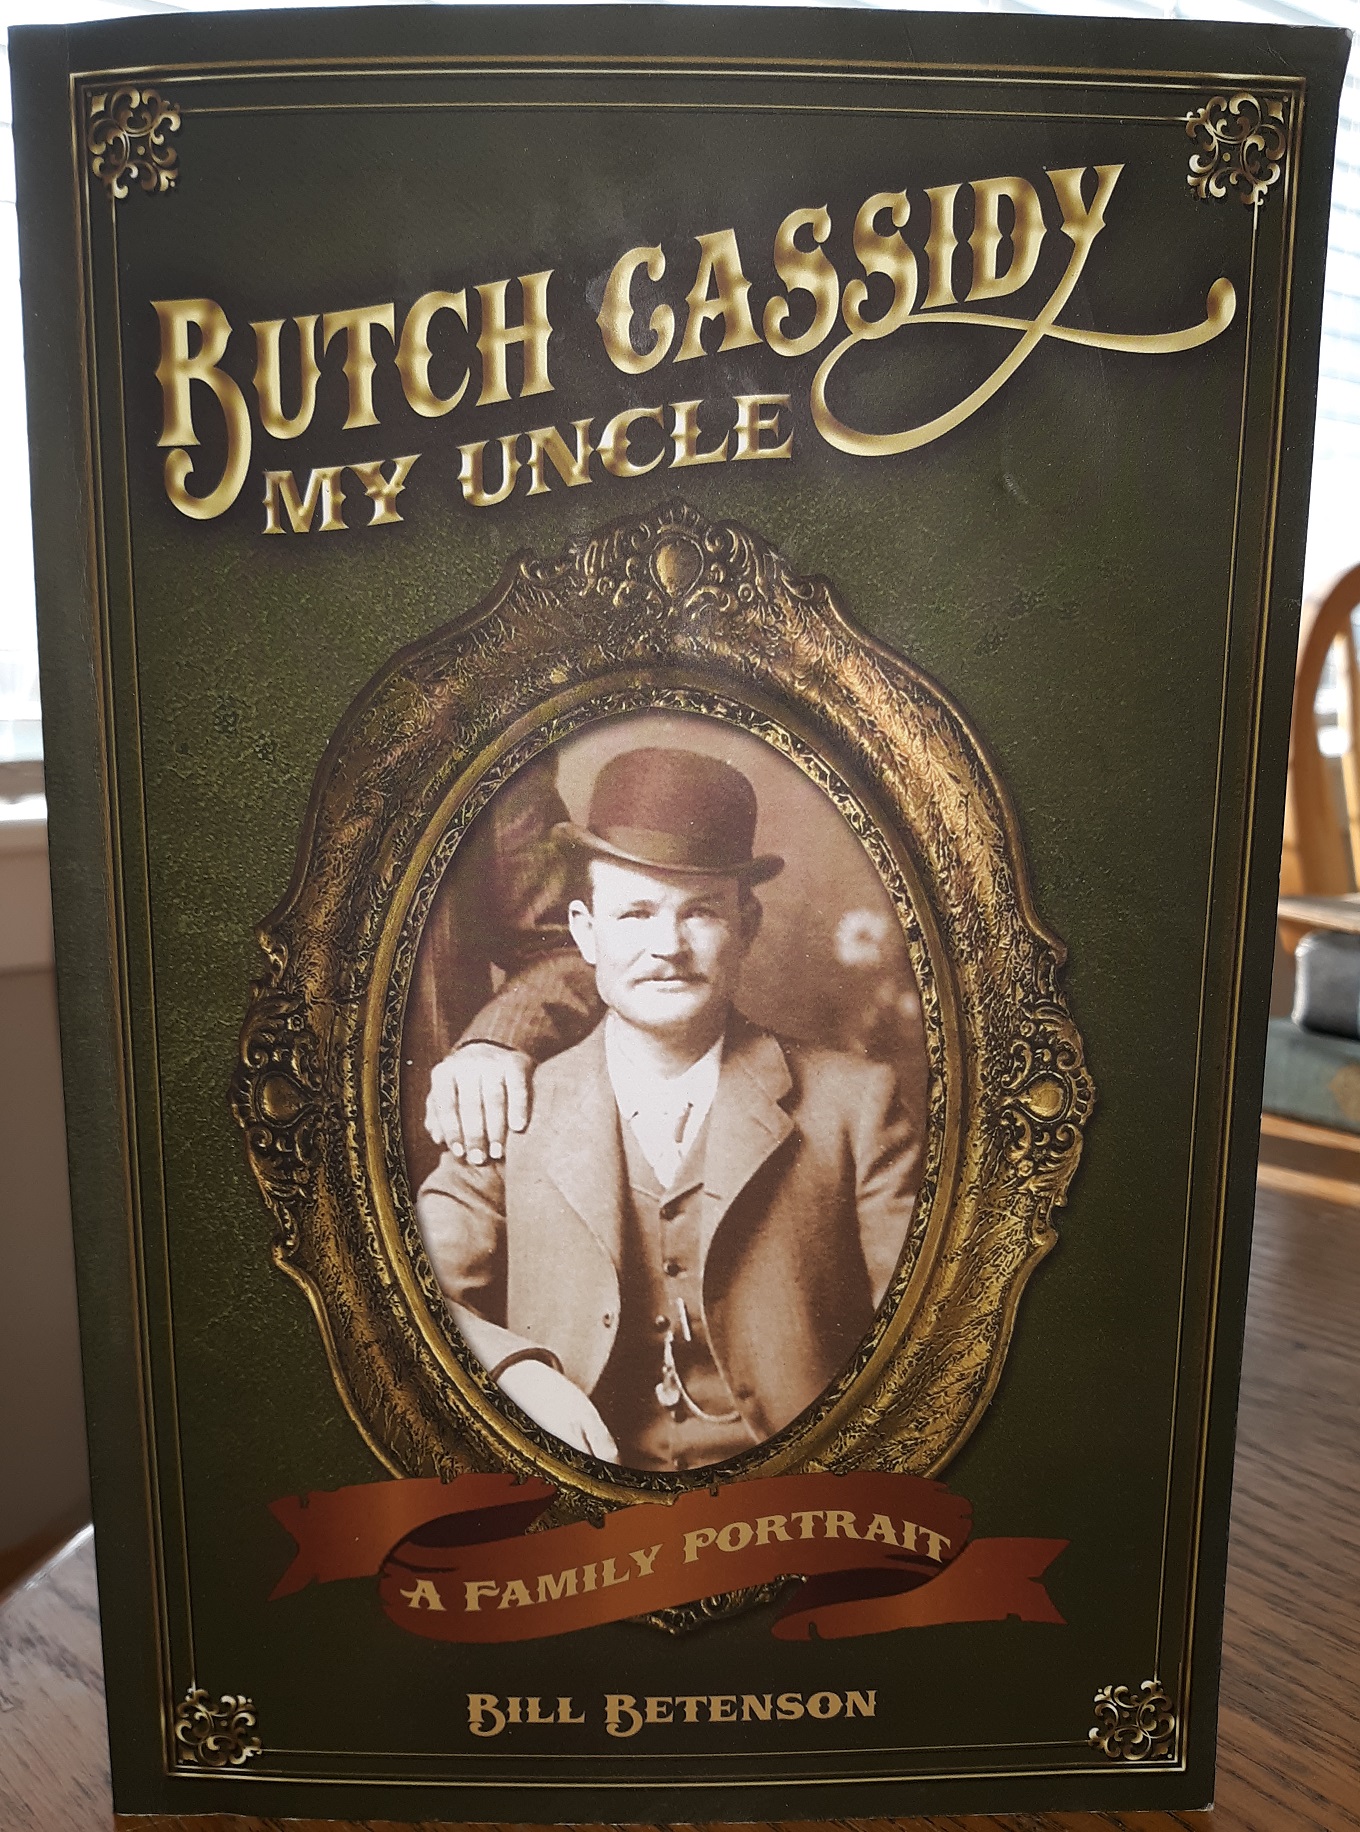 BUTCH CASSIDY
MY UNCLE
A FAMILY PORTRAIT
BILL BETENSON